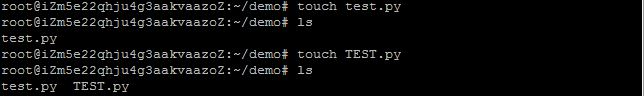 root@iZm5e22qhju4g3aakvaazoZ:~/demo# touch test.py
root@iZm5e22qhju4g3aakvaazoZ:~/demo# ls
test.py
root@iZm5e22qhju4g3aakvaazoZ:~/demo# touch TEST.py
root@iZm5e22qhju4g3aakvaazoZ:~/demo# ls
test.py  TEST.py